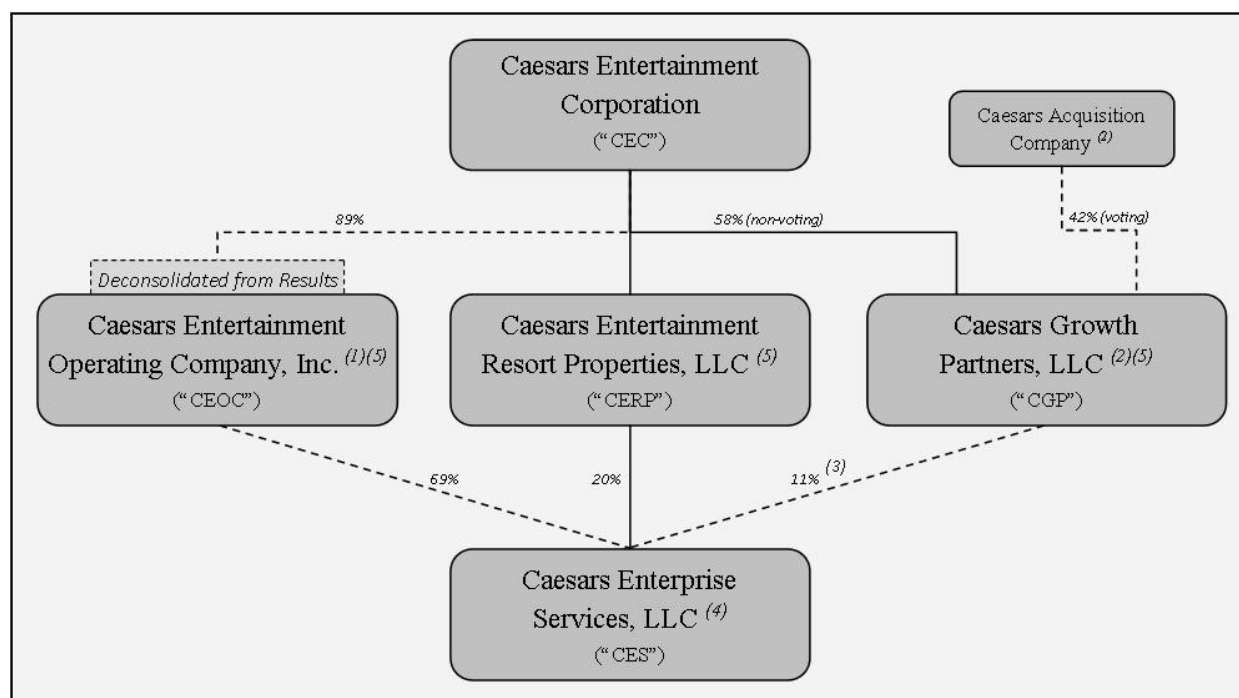 Caesars Entertainment
Corporation
(“CEC”)
Caesars Acquisition
Company (2)
89%
58% (non-voting)
42% (voting)
Deconsolidated from Results
Caesars Entertainment
Operating Company, Inc. (1)(5)
(“CEOC”)
Caesars Entertainment
Resort Properties, LLC (5)
(“CERP”)
Caesars Growth
Partners, LLC (2)(5)
(“CGP”)
69%
20%
11% (3)
Caesars Enterprise
Services, LLC (4)
(“CES”)